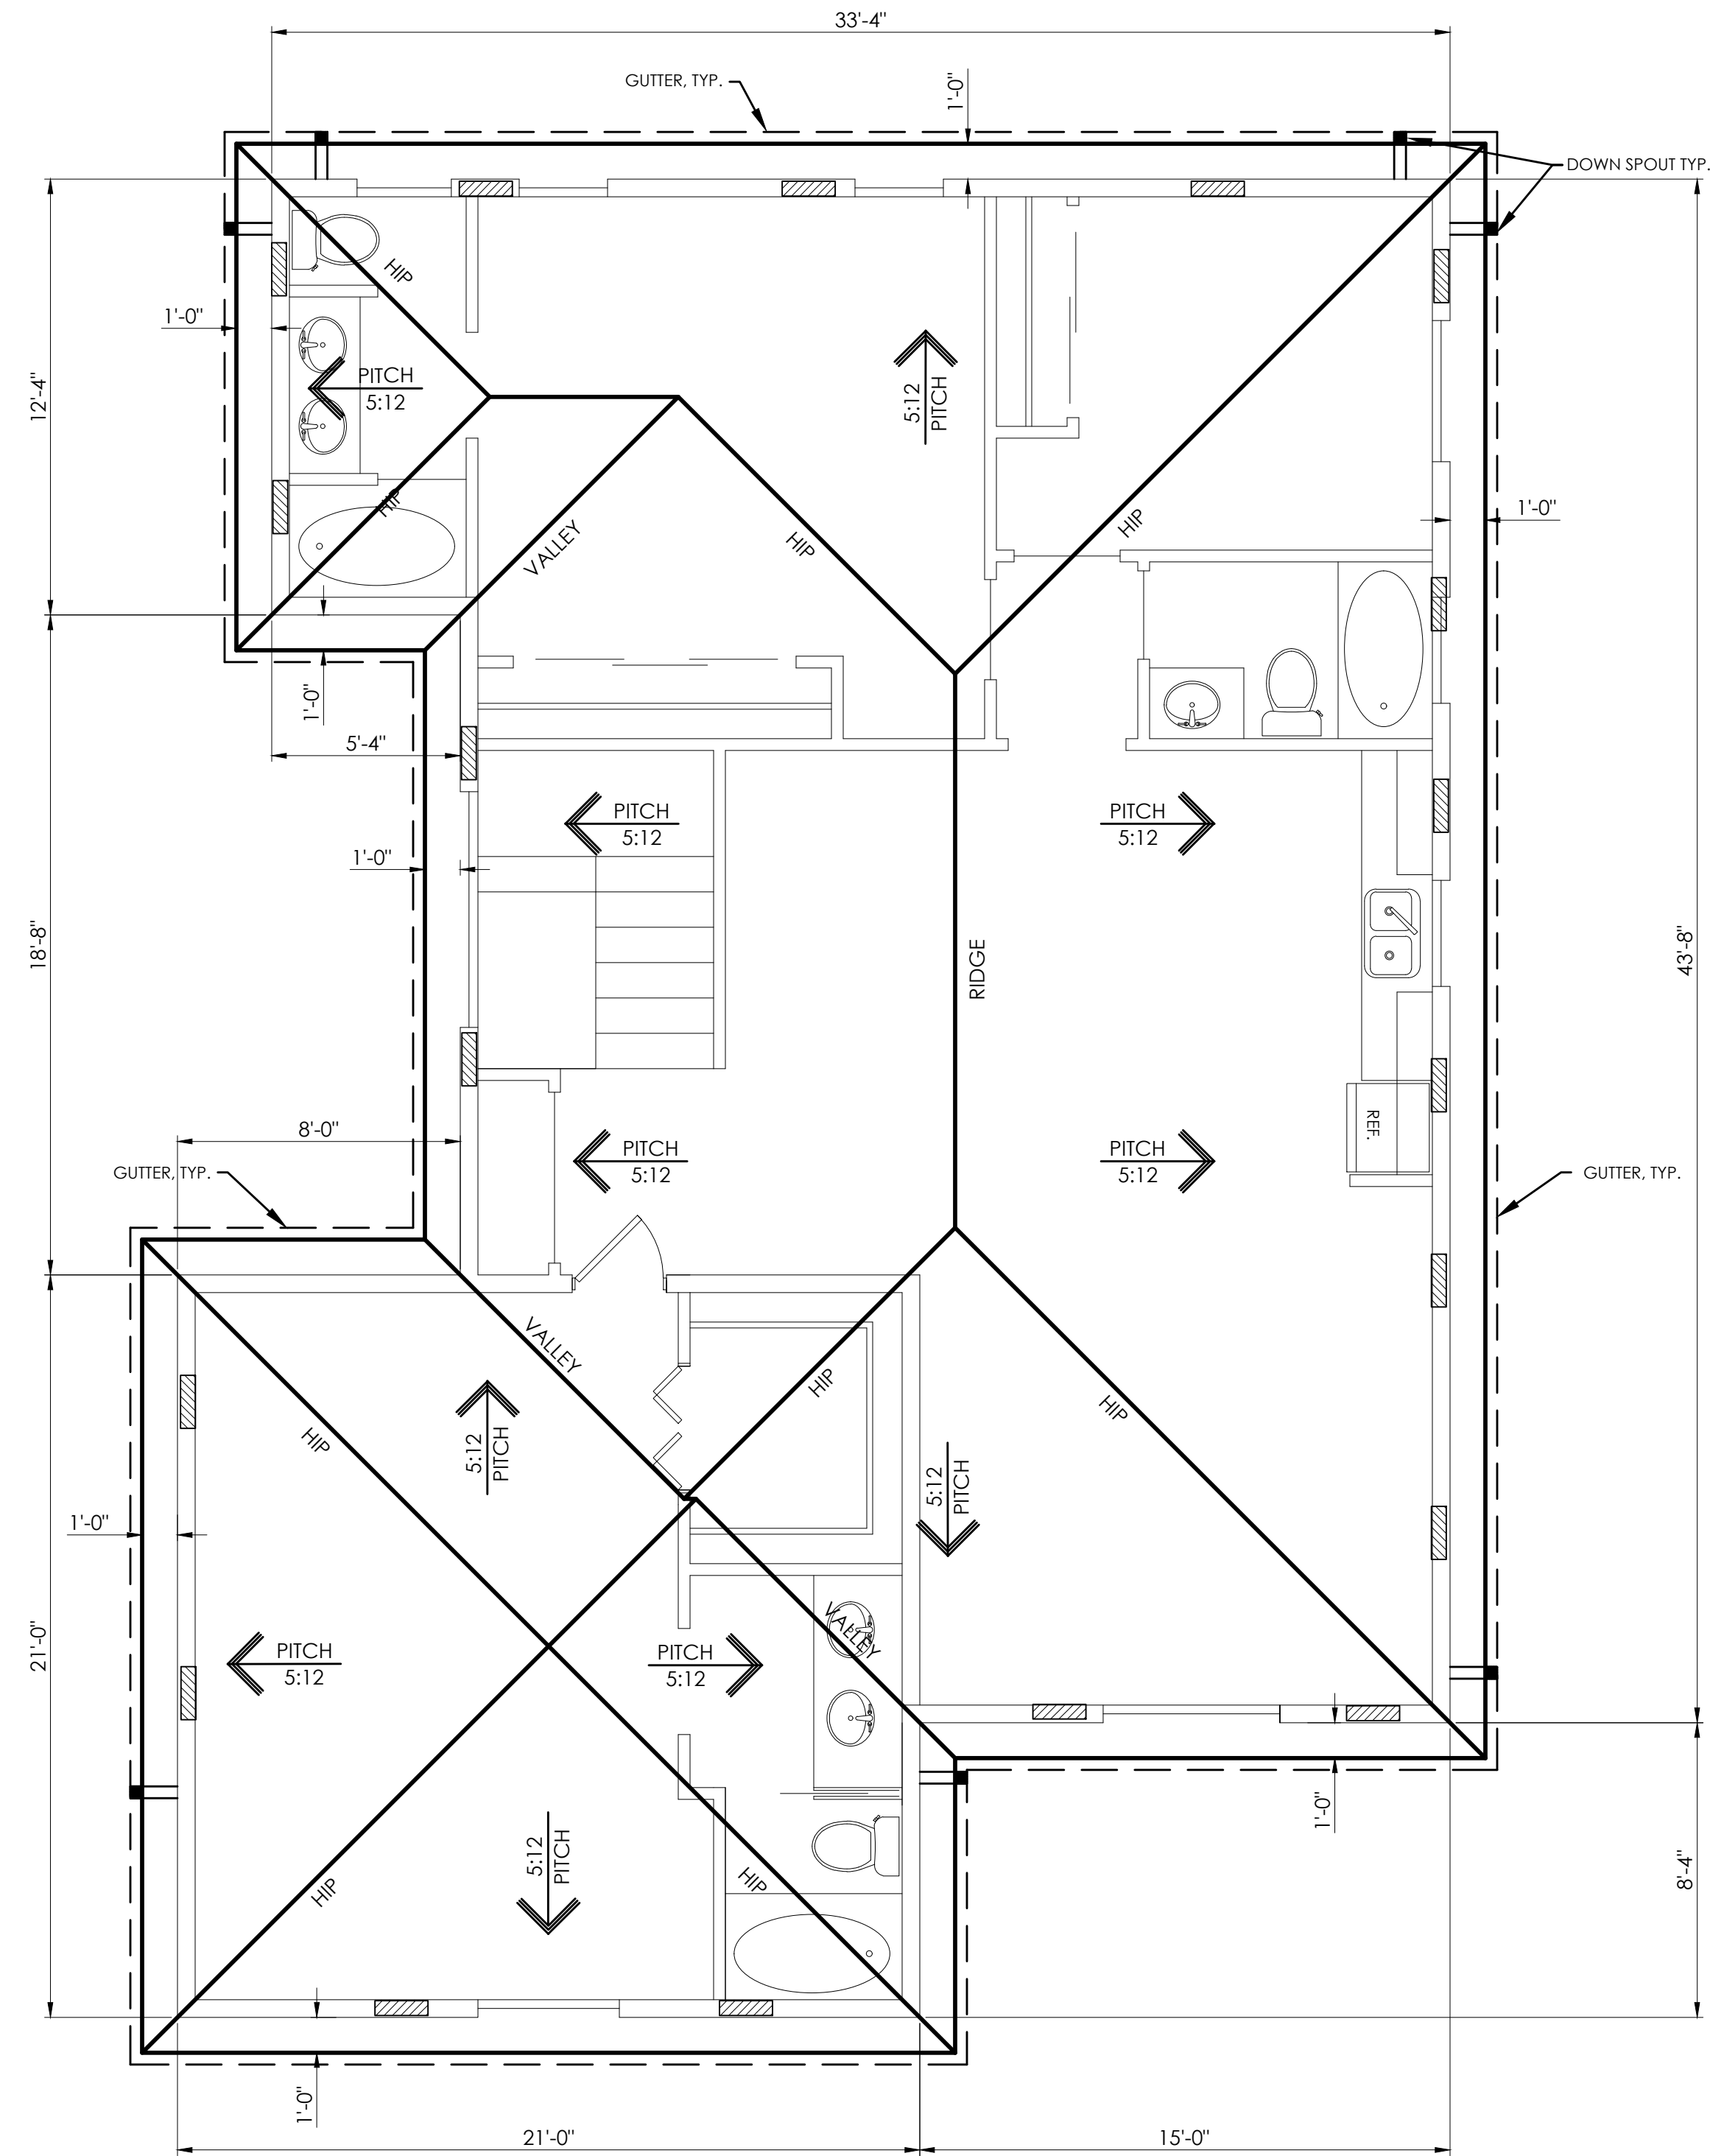 33'-4"
GUTTER, TYP.
1'-0"
DOWN SPOUT TYP.
HIP
1'-0"
PITCH
5:12
5:12
PITCH
12'-4"
HIP
VALLEY
HIP
HIP
1'-0"
1'-0"
5'-4"
PITCH
5:12
PITCH
5:12
1'-0"
18'-8"
RIDGE
43'-8"
8'-0"
PITCH
5:12
PITCH
5:12
REF.
GUTTER, TYP.
GUTTER, TYP.
VALLEY
HIP
HIP
HIP
5:12
PITCH
5:12
PITCH
1'-0"
21'-0"
PITCH
5:12
PITCH
5:12
VALLEY
1'-0"
5:12
PITCH
HIP
HIP
8'-4"
1'-0"
21'-0"
15'-0"